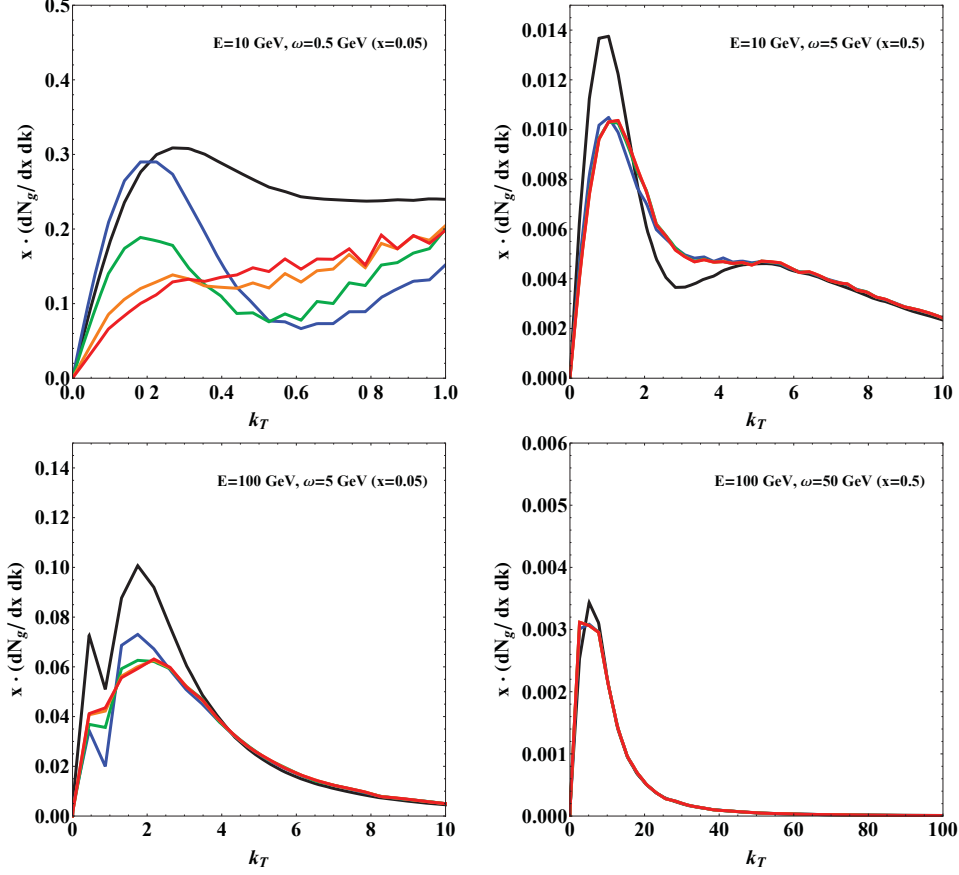 E=10 GeV, ω=0.5 GeV (x=0.05)
x · (dN_g/ dx dk)
0.5
0.4
0.3
0.2
0.1
0.0
0.0 0 2 0.4 0.6 0 8 1.0
k_T
E=10 GeV, ω=5 GeV (x=0.5)
x · (dN_g/ dx dk)
0.014
0.012
0.010
0.008
0.006
0.004
0.002
0.000
0 2 4 6 8 10
k_T
E=100 GeV, ω=5 GeV (x=0.05)
x · (dN_g/ dx dk)
0.14
0.12
0.10
0.08
0.06
0.04
0.02
0.00
0 2 4 6 8 10
k_T
E=100 GeV, ω=50 GeV (x=0.5)
x · (dN_g/ dx dk)
0.006
0.005
0.004
0.003
0.002
0.001
0.000
0 20 40 60 80 100
k_T